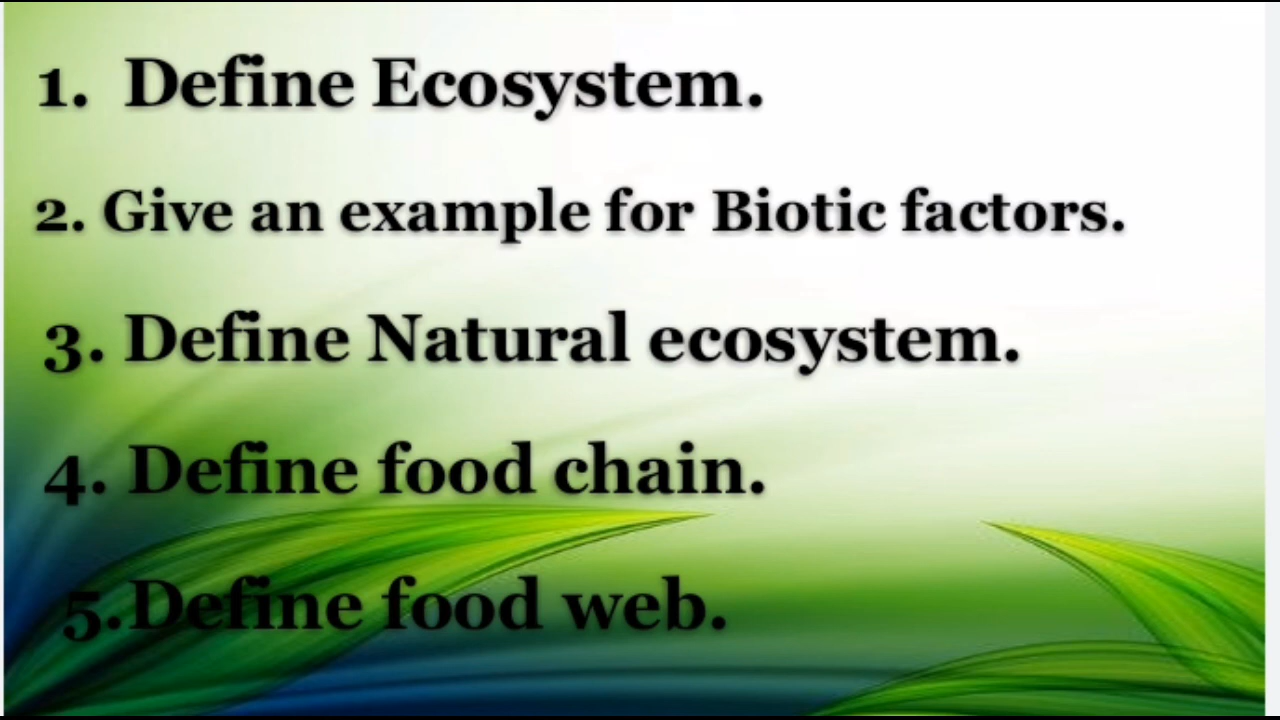 1. Define Ecosystem.
2. Give an example for Biotic factors.
3. Define Natural ecosystem.
4. Define food chain.
5.Define food web.